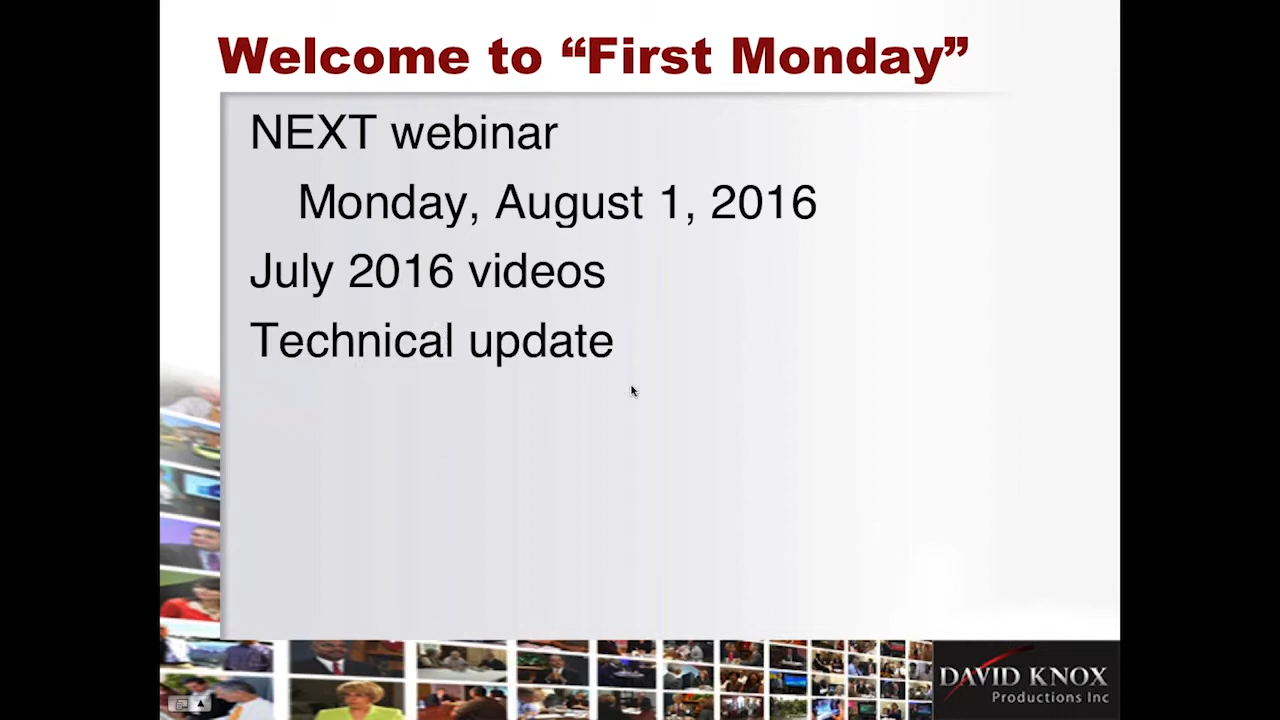 Welcome to “First Monday”
NEXT webinar
Monday, August 1, 2016
July 2016 videos
Technical update
DAVID KNOX
Productions Inc